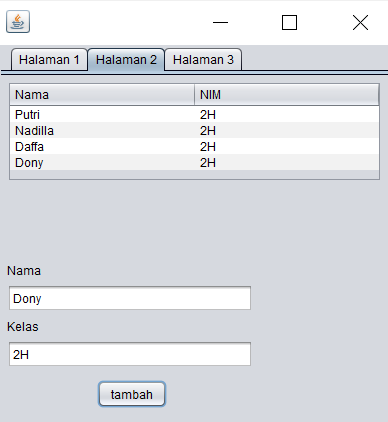 Halaman 1 Halaman 2 Halaman 3
Nama NIM
Putri 2H
Nadilla 2H
Daffa 2H
Dony 2H
Nama
Dony
Kelas
2H
tambah